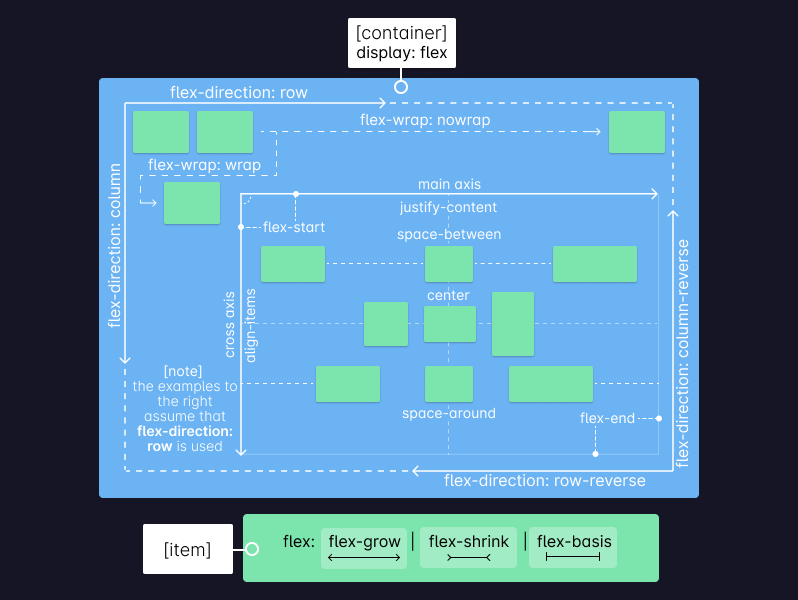 [container]
display: flex
flex-direction: row
flex-wrap: nowrap
flex-wrap: wrap
flex-direction: column
main axis
justify-content
flex-start
space-between
cross axis
align-items
center
space-around
flex-end
[note]
the examples to
the right
assume that
flex-direction:
row is used
flex-direction: column-reverse
flex-direction: row-reverse
[item]
flex: flex-grow | flex-shrink | flex-basis